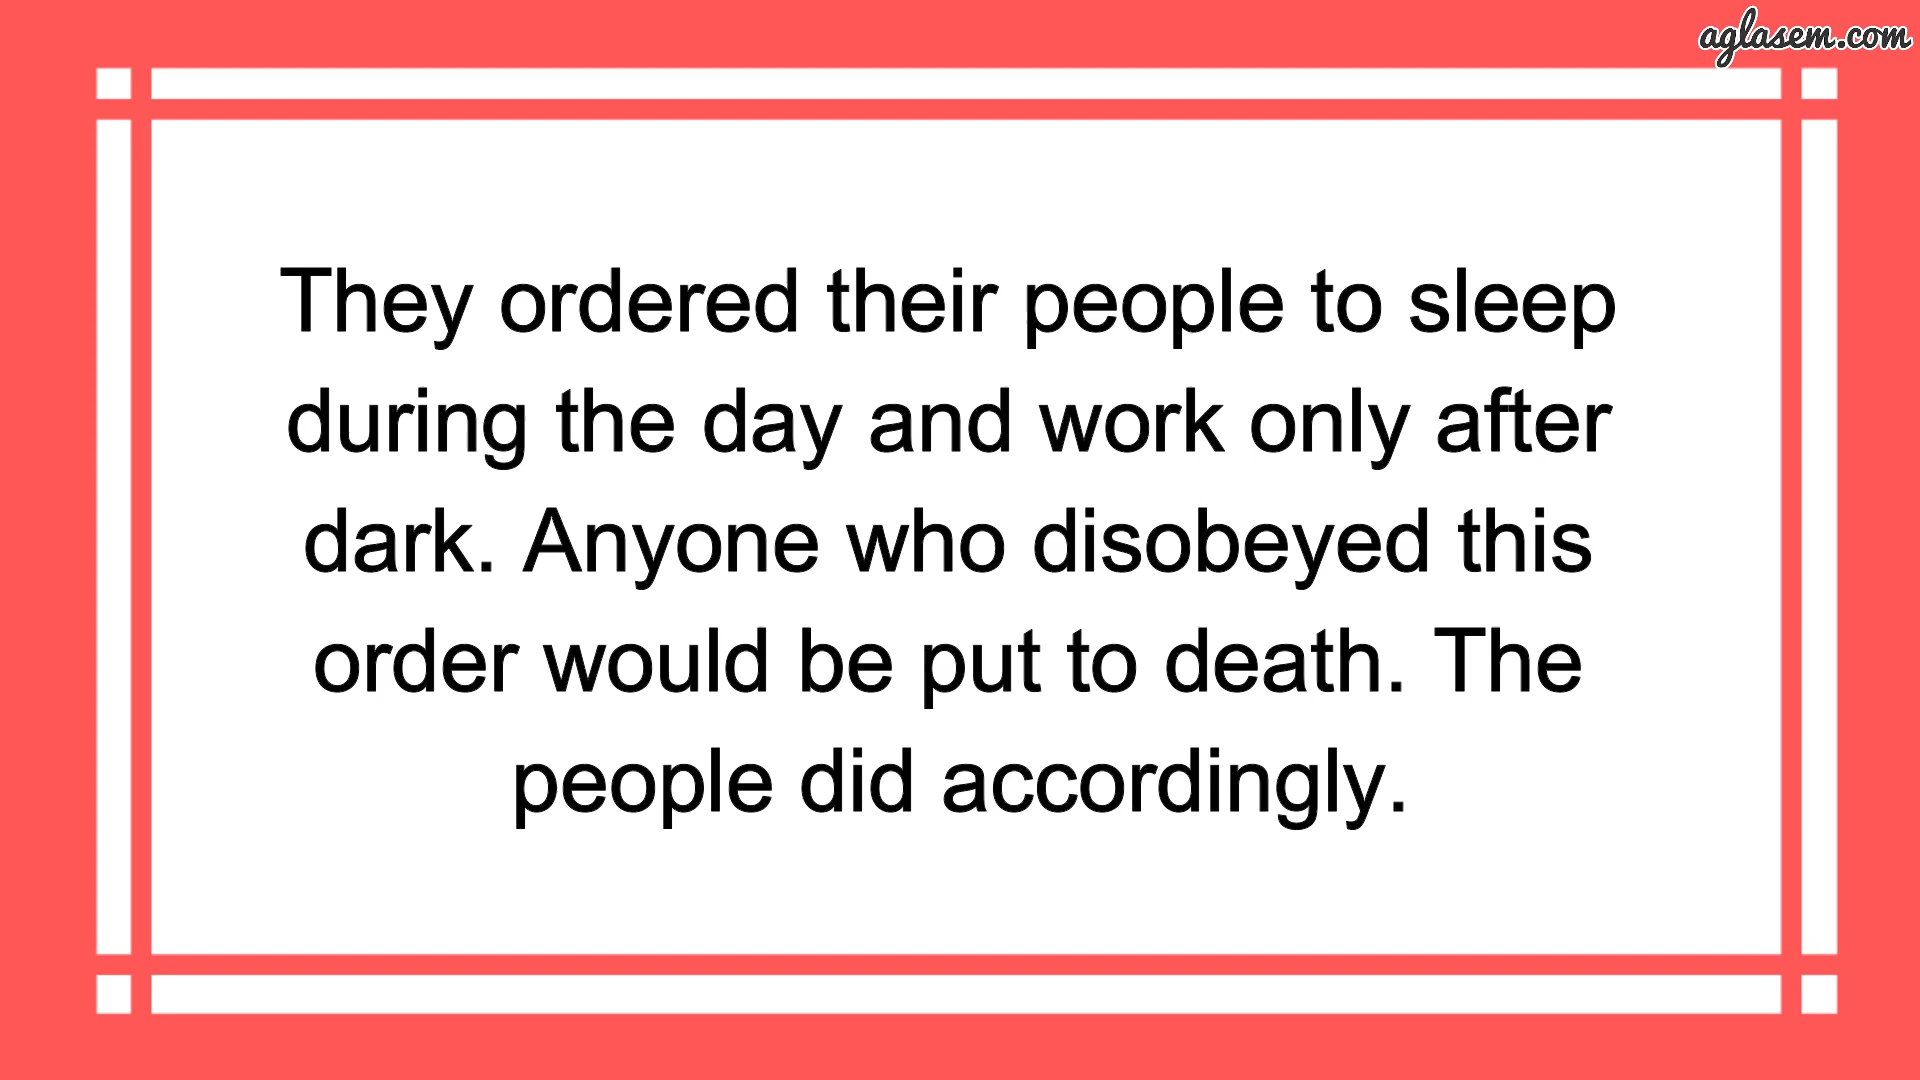 aglasem.com
They ordered their people to sleep
during the day and work only after
dark. Anyone who disobeyed this
order would be put to death. The
people did accordingly.